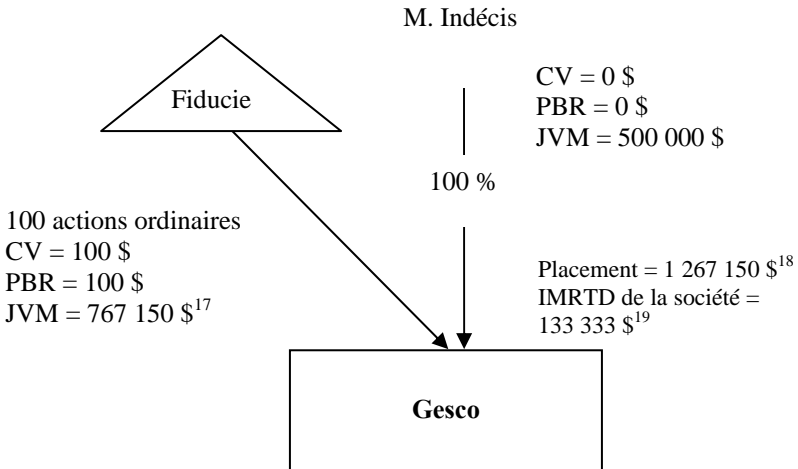 M. Indécis
Fiducie
CV = 0 $
PBR = 0 $
JVM = 500 000 $
100 %
100 actions ordinaires
CV = 100 $
PBR = 100 $
JVM = 767 150 $17
Placement = 1 267 150 $18
IMRTD de la société =
133 333 $19
Gesco